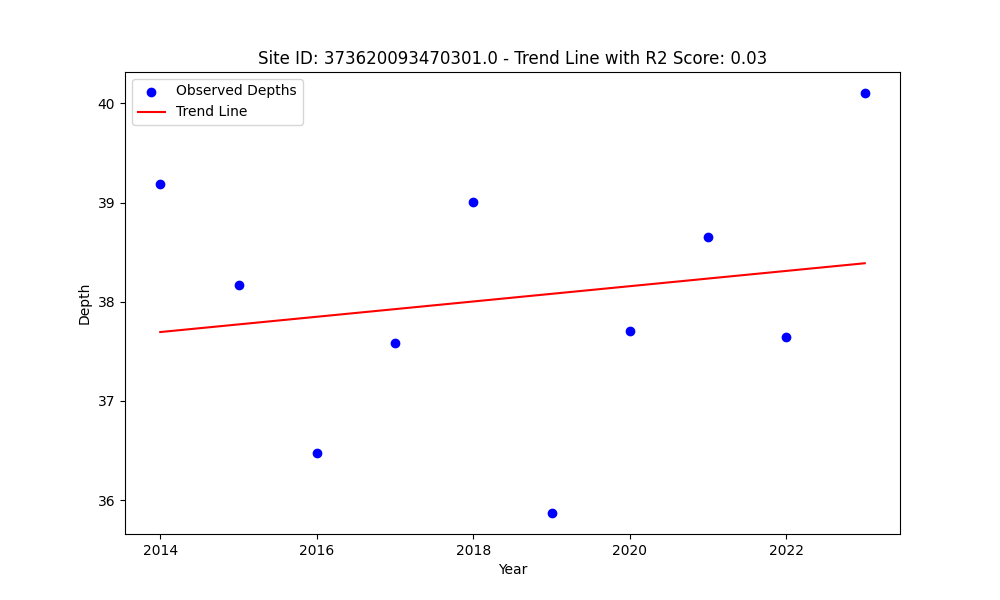 Site ID: 373620093470301.0 - Trend Line with R2 Score: 0.03
Observed Depths
Trend Line
40
39
38
37
36
Depth
2014
2016
2018
2020
2022
Year